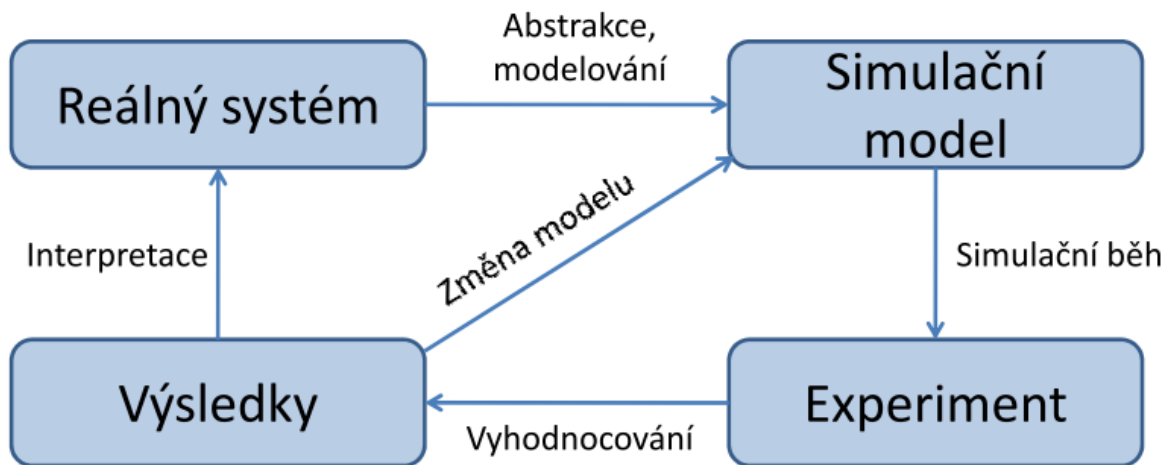 Abstrakce,
modelování
Reálný systém
Simulační
model
Změna modelu
Interpretace
Simulační běh
Výsledky
Vyhodnocování
Experiment